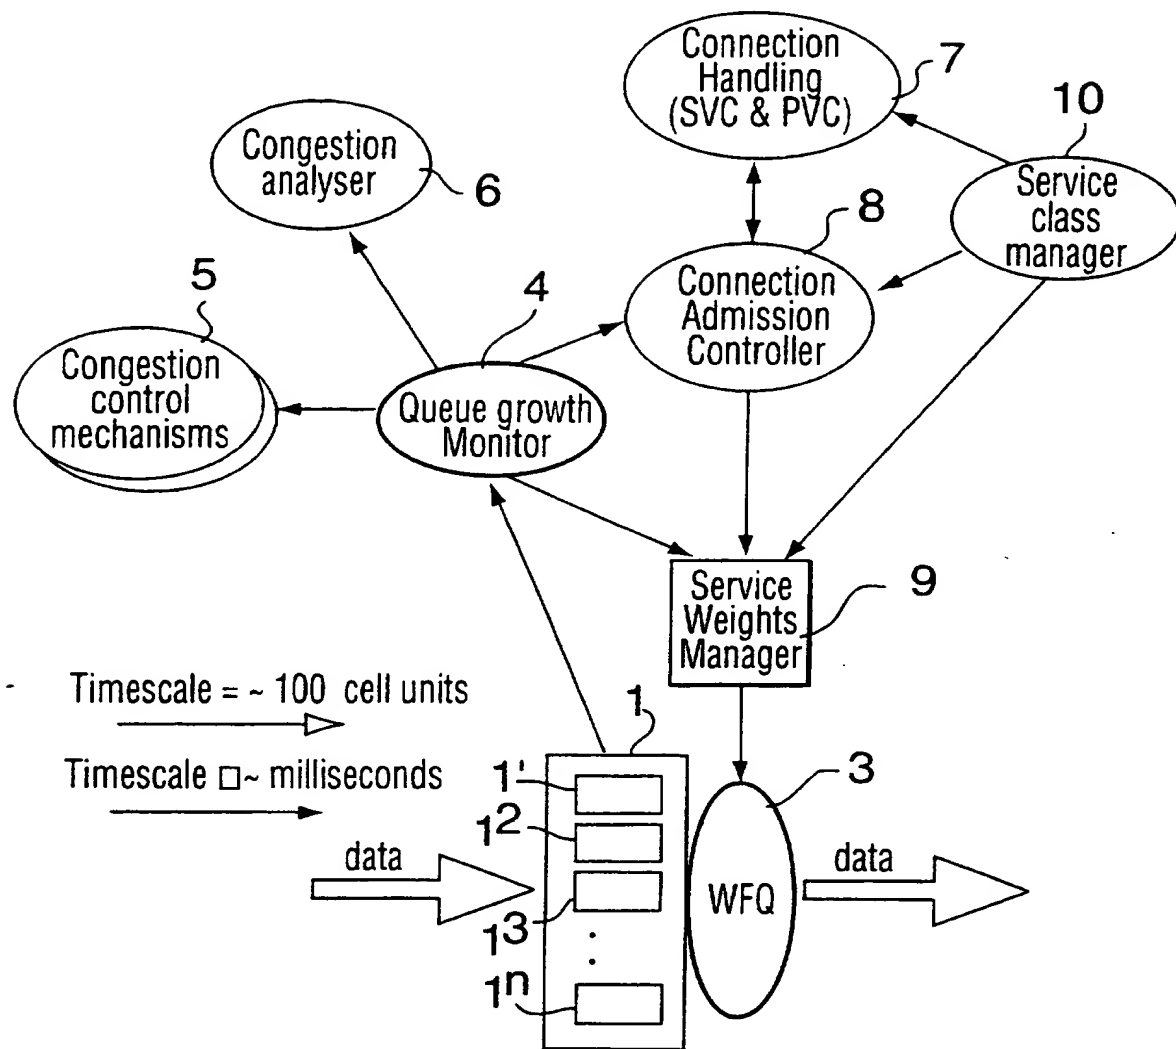 Connection
Handling
(SVC & PVC)
7
10
Congestion
analyser
6
Service
class
manager
8
5
4
Connection
Admission
Controller
Congestion
control
mechanisms
Queue growth
Monitor
Service
Weights
Manager
9
Timescale = ~ 100 cell units
Timescale □~ milliseconds
1
1'
3
1²
data
data
1³
WFQ
1ⁿ